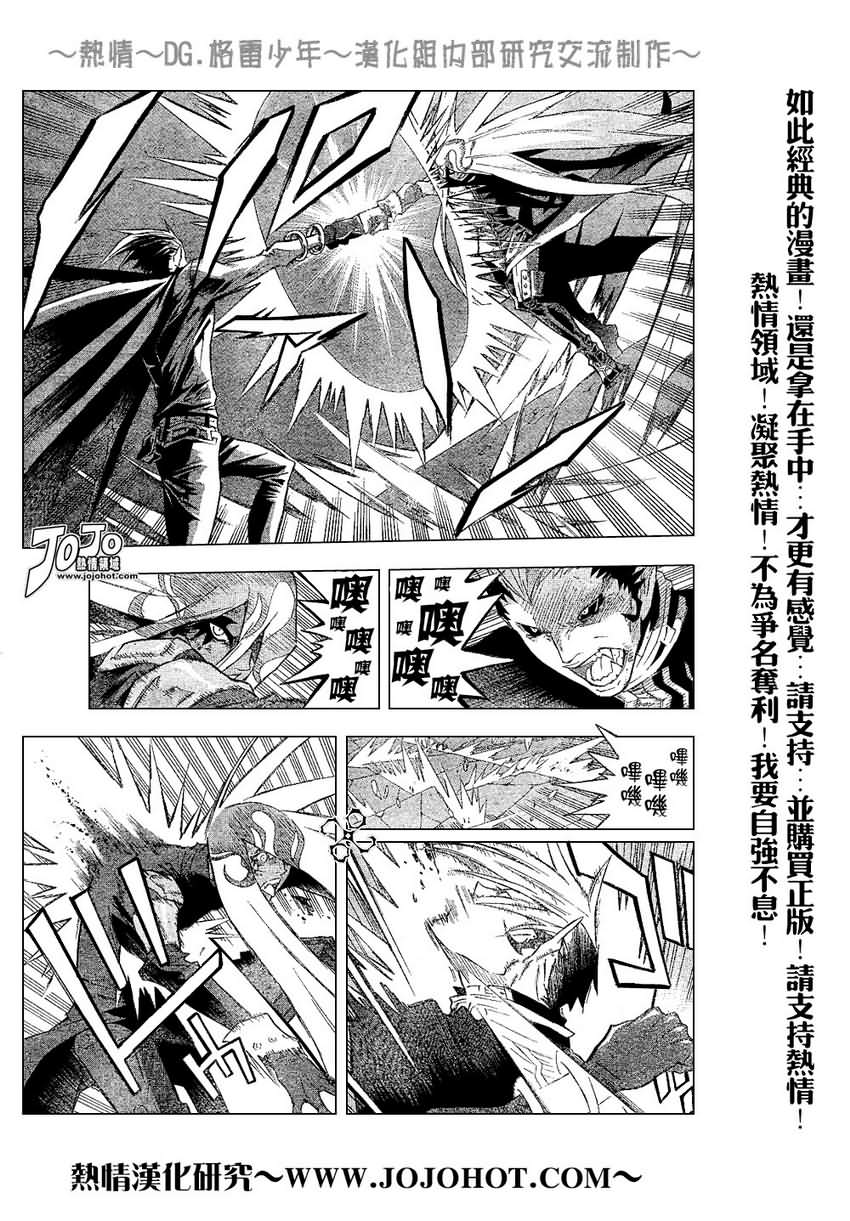 ～熱情～DG.格雷少年～漢化組内部研究交流制作～
如此經典的漫畫！還是拿在手中…才更有感覺…請支持…並購買正版！請支持熱情！
熱情領域！凝聚熱情！不為爭名奪利！我要自強不息！
JOJO
熱情領域
www.jojohot.com
噢噢噢噢噢噢
噢噢噢噢噢噢
嗶嘰
嗶嘰
嗶嘰
熱情漢化研究～WWW.JOJOHOT.COM～